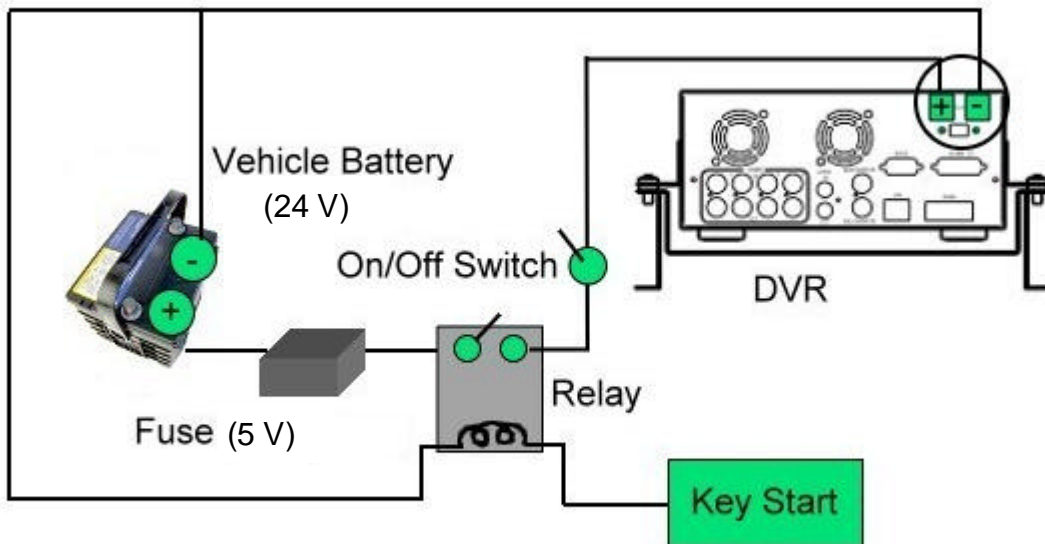 Vehicle Battery
(24 V)
+
-
-
+
On/Off Switch
DVR
Relay
Fuse (5 V)
Key Start